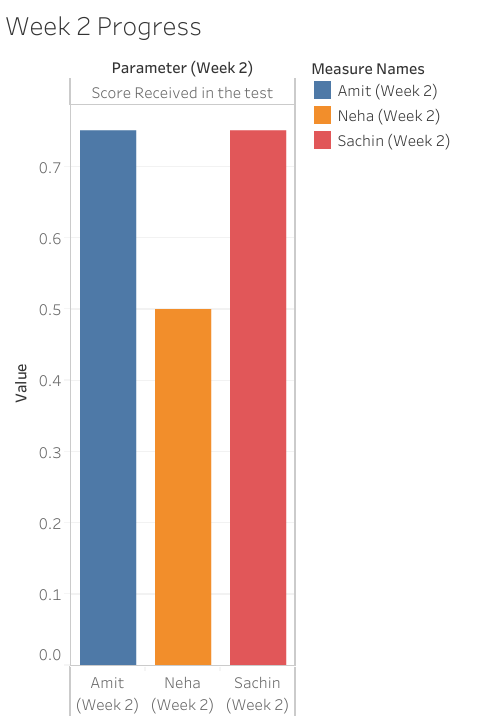 Week 2 Progress
Parameter (Week 2)
Score Received in the test
Measure Names
Amit (Week 2)
Neha (Week 2)
Sachin (Week 2)
Value
0.7
0.6
0.5
0.4
0.3
0.2
0.1
0.0
Amit
(Week 2)
Neha
(Week 2)
Sachin
(Week 2)